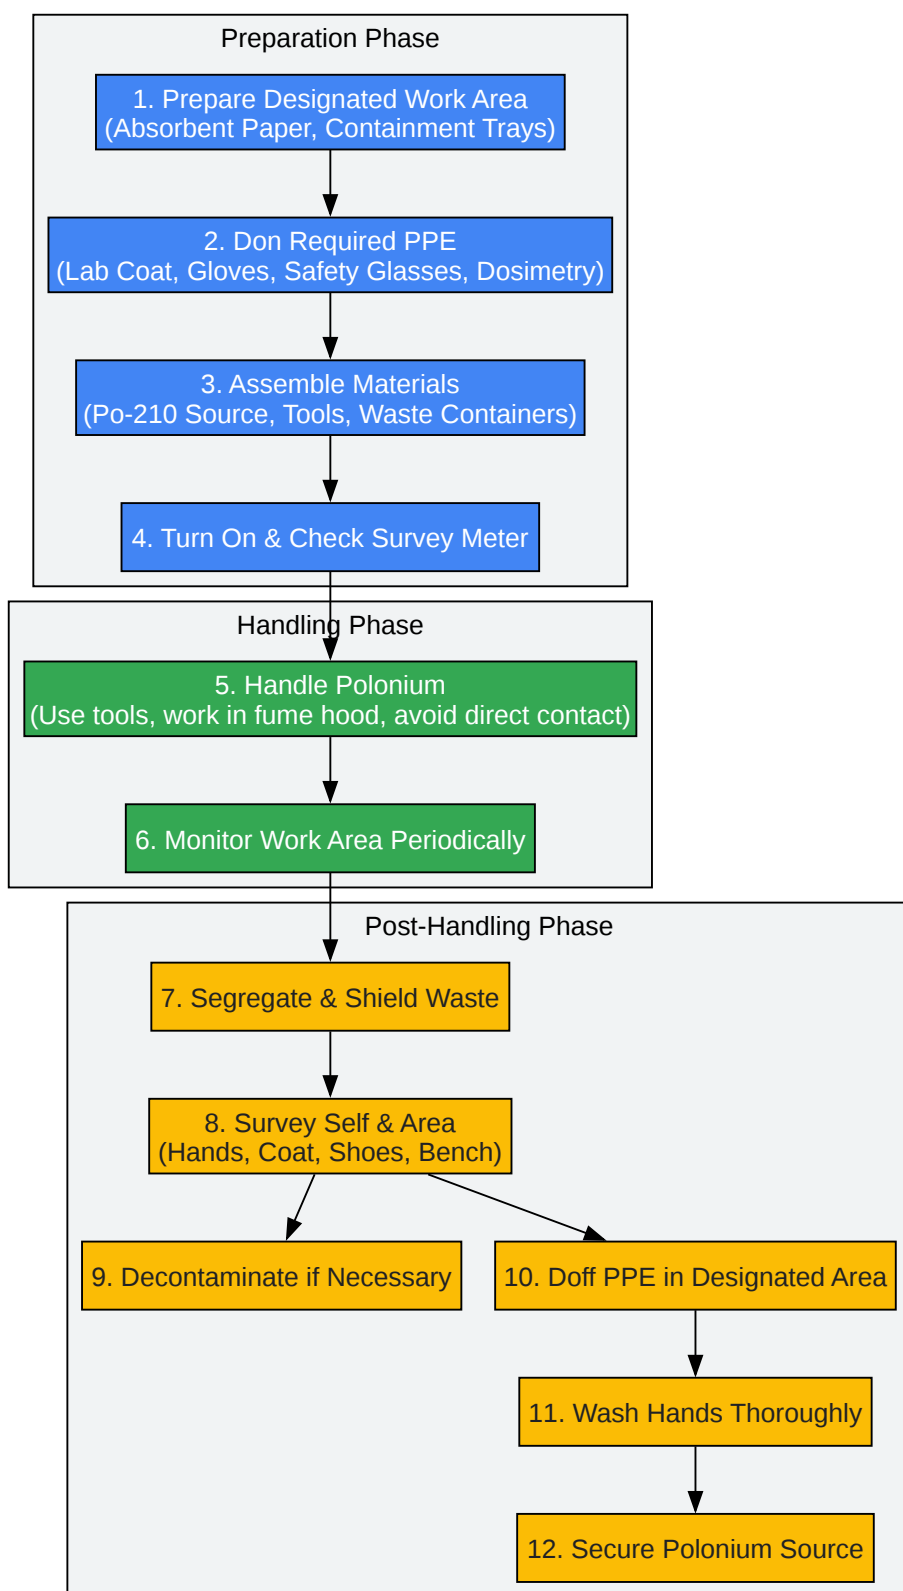 Preparation Phase
1. Prepare Designated Work Area
(Absorbent Paper, Containment Trays)
2. Don Required PPE
(Lab Coat, Gloves, Safety Glasses, Dosimetry)
3. Assemble Materials
(Po-210 Source, Tools, Waste Containers)
4. Turn On & Check Survey Meter
Handling Phase
5. Handle Polonium
(Use tools, work in fume hood, avoid direct contact)
6. Monitor Work Area Periodically
Post-Handling Phase
7. Segregate & Shield Waste
8. Survey Self & Area
(Hands, Coat, Shoes, Bench)
9. Decontaminate if Necessary
10. Doff PPE in Designated Area
11. Wash Hands Thoroughly
12. Secure Polonium Source